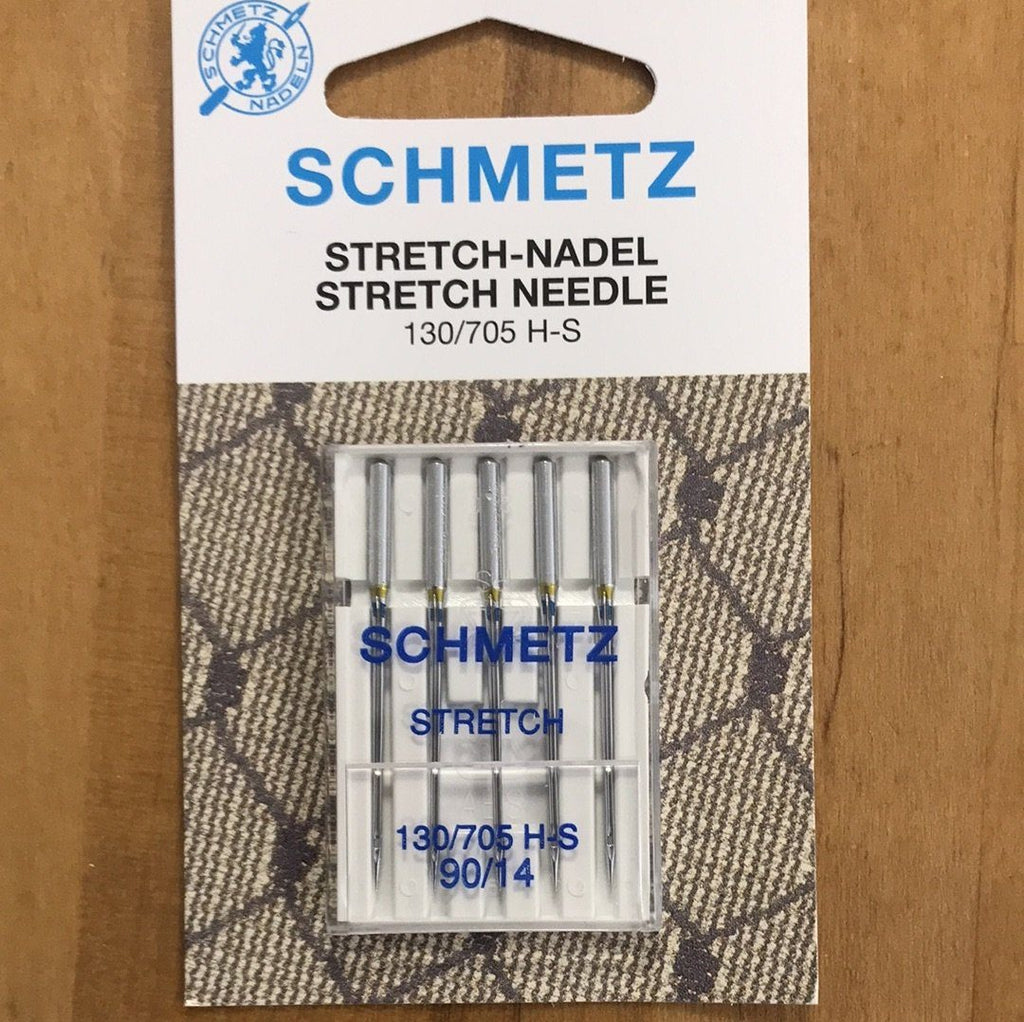 SCHMETZ
NADELN
SCHMETZ
STRETCH-NADEL
STRETCH NEEDLE
130/705 H-S
SCHMETZ
STRETCH
130/705 H-S
90/14